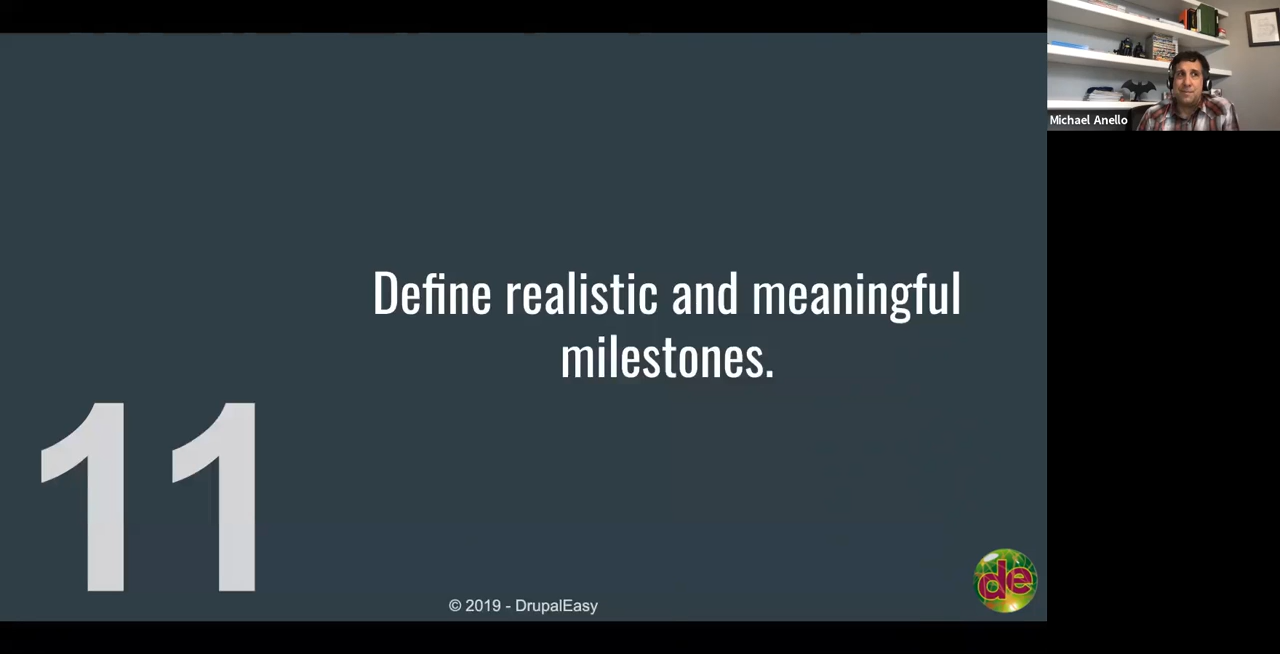 Michael Anello
Define realistic and meaningful
milestones.
11
© 2019 - DrupalEasy
de